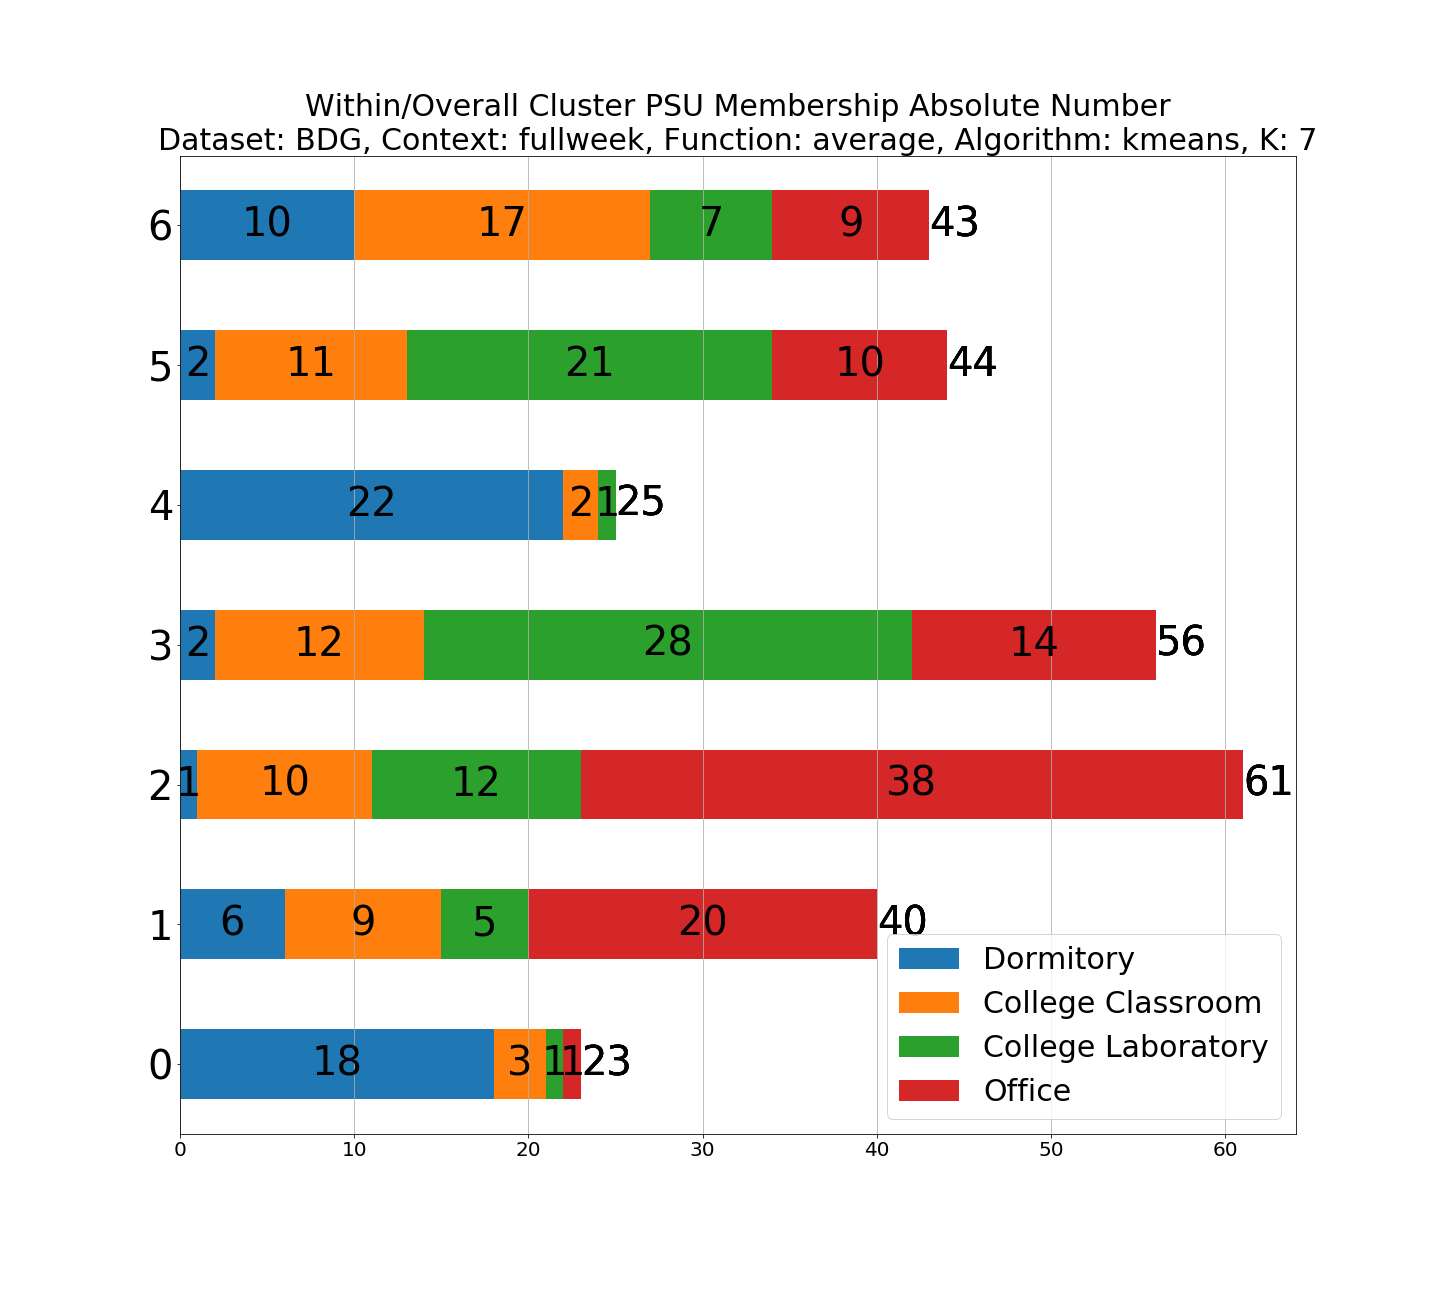 Within/Overall Cluster PSU Membership Absolute Number
Dataset: BDG, Context: fullweek, Function: average, Algorithm: kmeans, K: 7
6 10 17 7 9 43
5 2 11 21 10 44
4 22 2 1 25
3 2 12 28 14 56
2 1 10 12 38 61
1 6 9 5 20 40
Dormitory
College Classroom
College Laboratory
Office
0 18 3 1 1 23
0 10 20 30 40 50 60